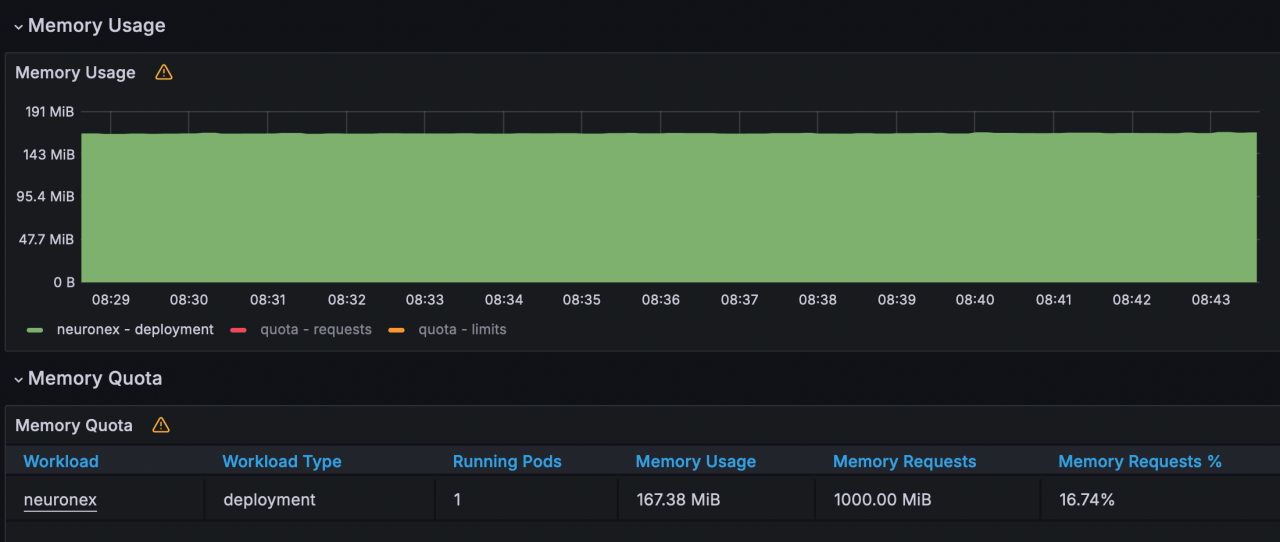 Memory Usage
Memory Usage
191 MiB
143 MiB
95.4 MiB
47.7 MiB
0 B
08:29 08:30 08:31 08:32 08:33 08:34 08:35 08:36 08:37 08:38 08:39 08:40 08:41 08:42 08:43
neuronex - deployment quota - requests quota - limits
Memory Quota
Memory Quota
Workload Workload Type Running Pods Memory Usage Memory Requests Memory Requests %
neuronex deployment 1 167.38 MiB 1000.00 MiB 16.74%